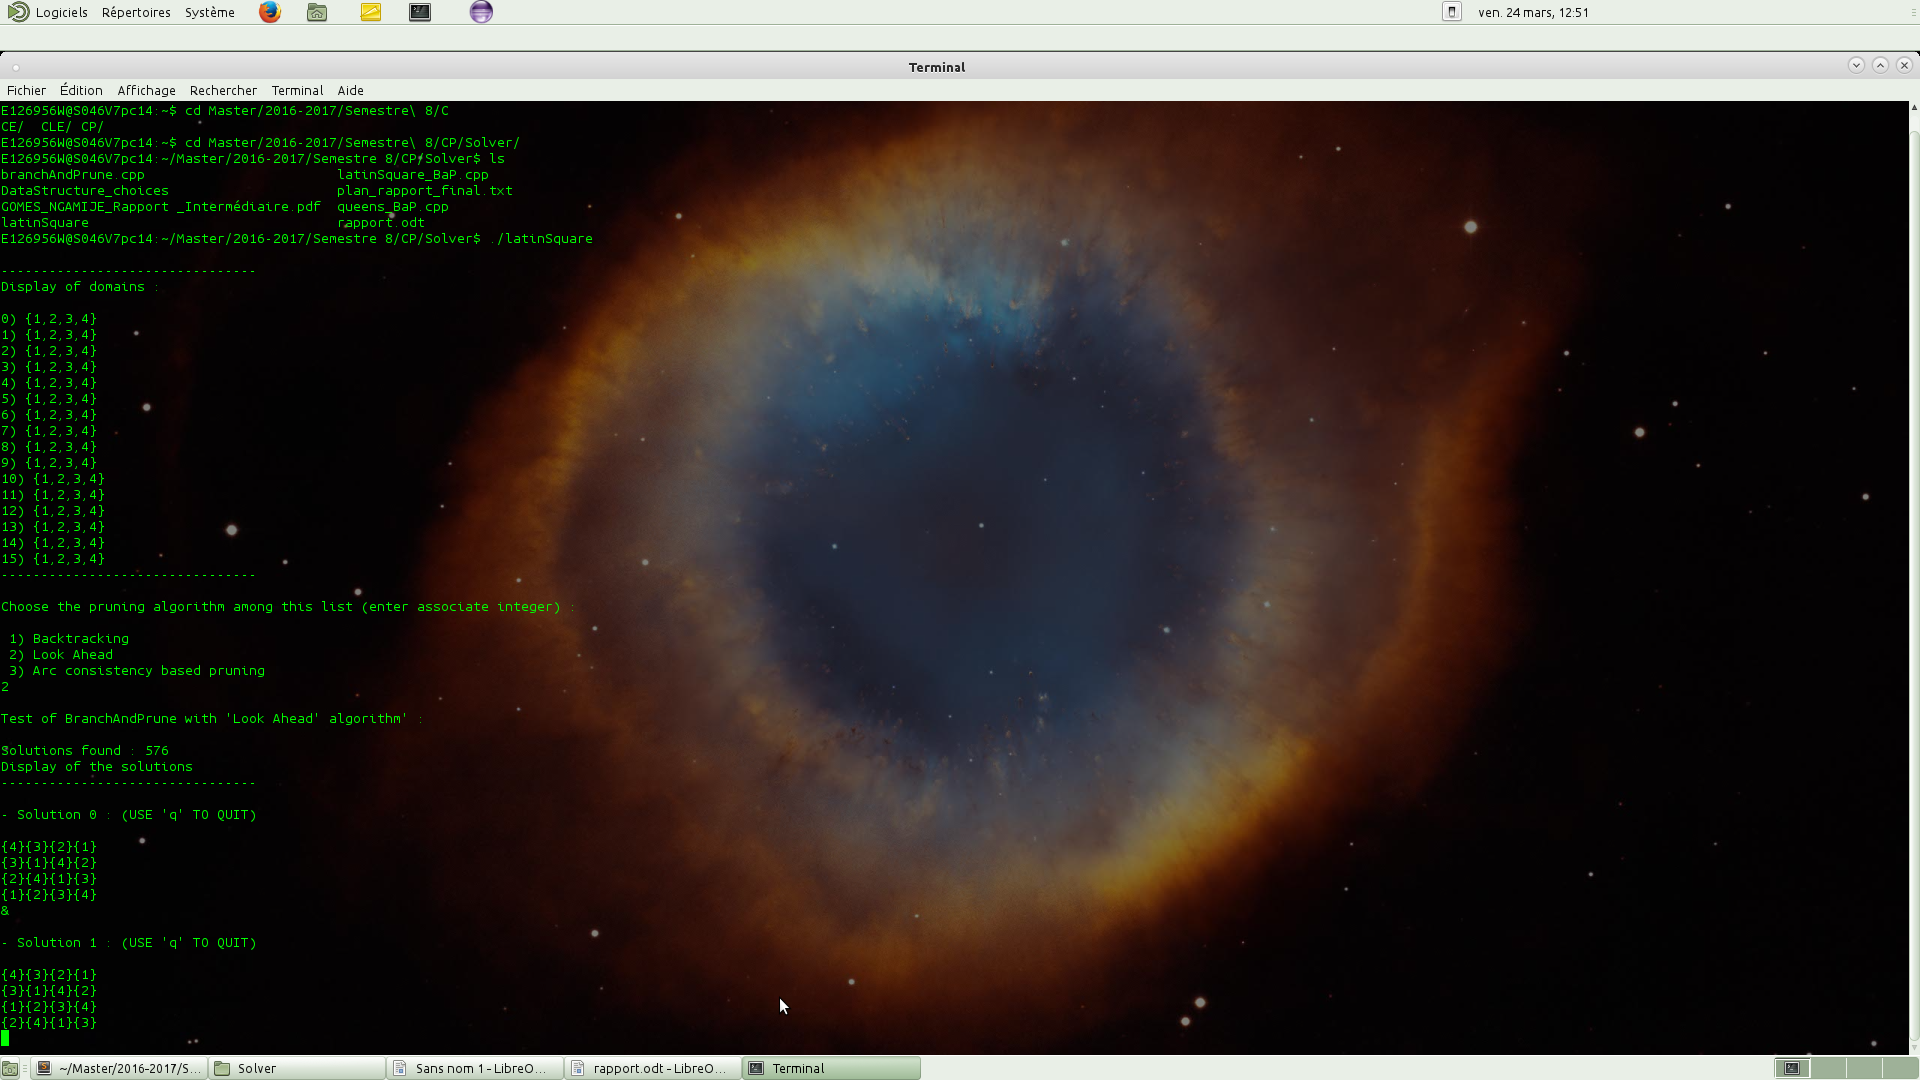 Logiciels Répertoires Système ven. 24 mars, 12:51
Terminal
Fichier Édition Affichage Rechercher Terminal Aide
E126956W@S046V7pc14:~$ cd Master/2016-2017/Semestre\ 8/C
CE/  CLE/ CP/
E126956W@S046V7pc14:~$ cd Master/2016-2017/Semestre\ 8/CP/Solver/
E126956W@S046V7pc14:~/Master/2016-2017/Semestre 8/CP/Solver$ ls
branchAndPrune.cpp                        latinSquare_BaP.cpp
DataStructure_choices                     plan_rapport_final.txt
GOMES_NGAMIJE_Rapport _Intermédiaire.pdf  queens_BaP.cpp
latinSquare                               rapport.odt
E126956W@S046V7pc14:~/Master/2016-2017/Semestre 8/CP/Solver$ ./latinSquare
--------------------------------
Display of domains :
0) {1,2,3,4}
1) {1,2,3,4}
2) {1,2,3,4}
3) {1,2,3,4}
4) {1,2,3,4}
5) {1,2,3,4}
6) {1,2,3,4}
7) {1,2,3,4}
8) {1,2,3,4}
9) {1,2,3,4}
10) {1,2,3,4}
11) {1,2,3,4}
12) {1,2,3,4}
13) {1,2,3,4}
14) {1,2,3,4}
15) {1,2,3,4}
--------------------------------
Choose the pruning algorithm among this list (enter associate integer) :
1) Backtracking
2) Look Ahead
3) Arc consistency based pruning
2
Test of BranchAndPrune with 'Look Ahead' algorithm' :
Solutions found : 576
Display of the solutions
--------------------------------
- Solution 0 : (USE 'q' TO QUIT)
{4}{3}{2}{1}
{3}{1}{4}{2}
{2}{4}{1}{3}
{1}{2}{3}{4}
&
- Solution 1 : (USE 'q' TO QUIT)
{4}{3}{2}{1}
{3}{1}{4}{2}
{1}{2}{3}{4}
{2}{4}{1}{3}
~/Master/2016-2017/S... Solver Sans nom 1 - LibreO... rapport.odt - LibreO... Terminal